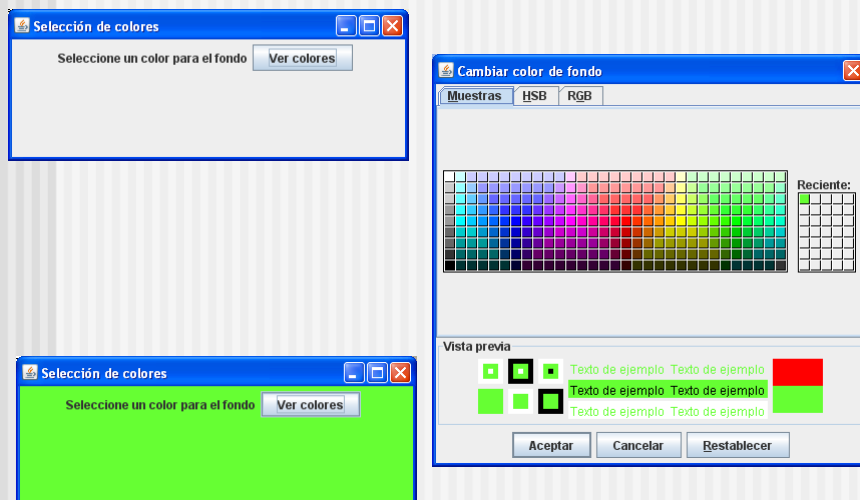 Selección de colores
Seleccione un color para el fondo Ver colores
Cambiar color de fondo
Muestras HSB RGB
Reciente:
Vista previa
Texto de ejemplo Texto de ejemplo
Texto de ejemplo Texto de ejemplo
Texto de ejemplo Texto de ejemplo
Aceptar Cancelar Restablecer
Selección de colores
Seleccione un color para el fondo Ver colores